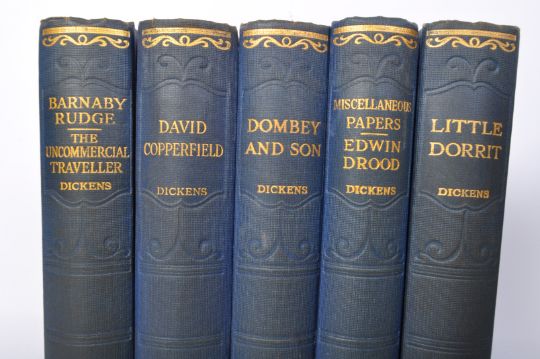 BARNABY
RUDGE
THE
UNCOMMERCIAL
TRAVELLER
DICKENS
DAVID
COPPERFIELD
DICKENS
DOMBEY
AND SON
DICKENS
MISCELLANEOUS
PAPERS
EDWIN
DROOD
DICKENS
LITTLE
DORRIT
DICKENS